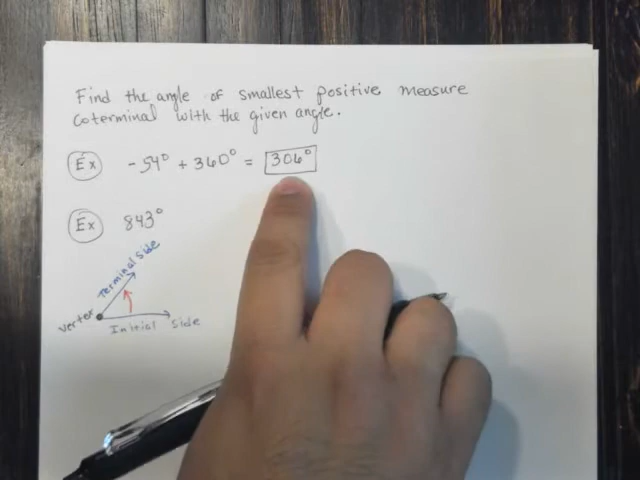 Find the angle of smallest positive measure
coterminal with the given angle.
Ex -54° + 360° = 306°
Ex 843°
Terminal Side
Vertex
Initial Side